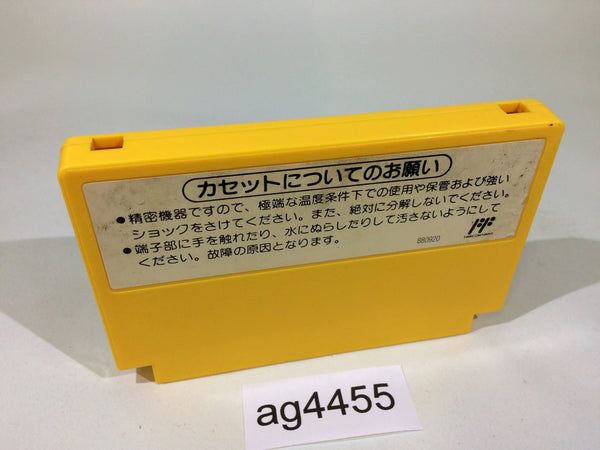 カセットについてのお願い
●精密機器ですので、極端な温度条件下での使用や保管および強い
ショックをさけてください。また、絶対に分解しないでください。
●端子部に手を触れたり、水にぬらしたりして汚さないようにして
ください。故障の原因となります。
880920
ag4455